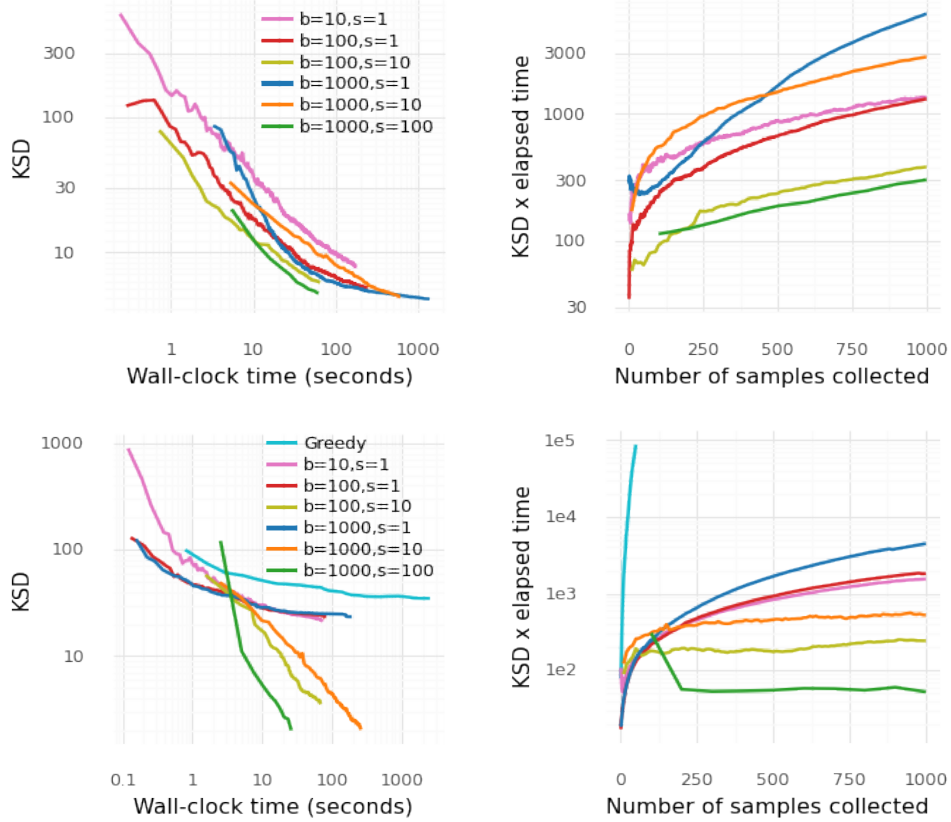 KSD
300
100
30
10
b=10,s=1
b=100,s=1
b=100,s=10
b=1000,s=1
b=1000,s=10
b=1000,s=100
1 10 100 1000
Wall-clock time (seconds)
KSD x elapsed time
3000
1000
300
100
30
0 250 500 750 1000
Number of samples collected
KSD
1000
100
10
Greedy
b=10,s=1
b=100,s=1
b=100,s=10
b=1000,s=1
b=1000,s=10
b=1000,s=100
0.1 1 10 100 1000
Wall-clock time (seconds)
KSD x elapsed time
1e5
1e4
1e3
1e2
0 250 500 750 1000
Number of samples collected